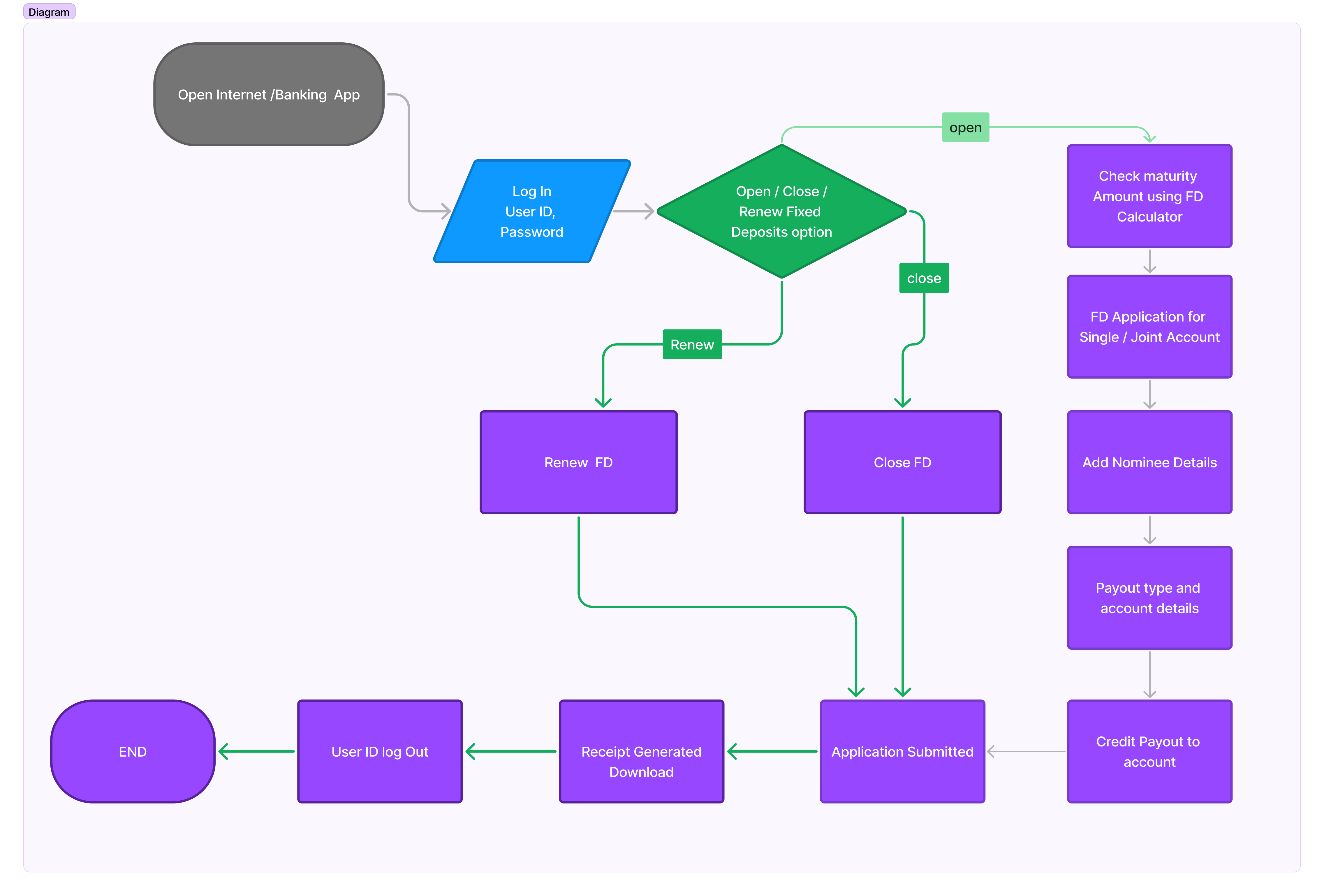 Diagram
Open Internet /Banking  App
Log In
User ID,
Password
Open / Close /
Renew Fixed
Deposits option
open
close
Renew
Check maturity
Amount using FD
Calculator
FD Application for
Single / Joint Account
Renew  FD
Close FD
Add Nominee Details
Payout type and
account details
END
User ID log Out
Receipt Generated
Download
Application Submitted
Credit Payout to
account